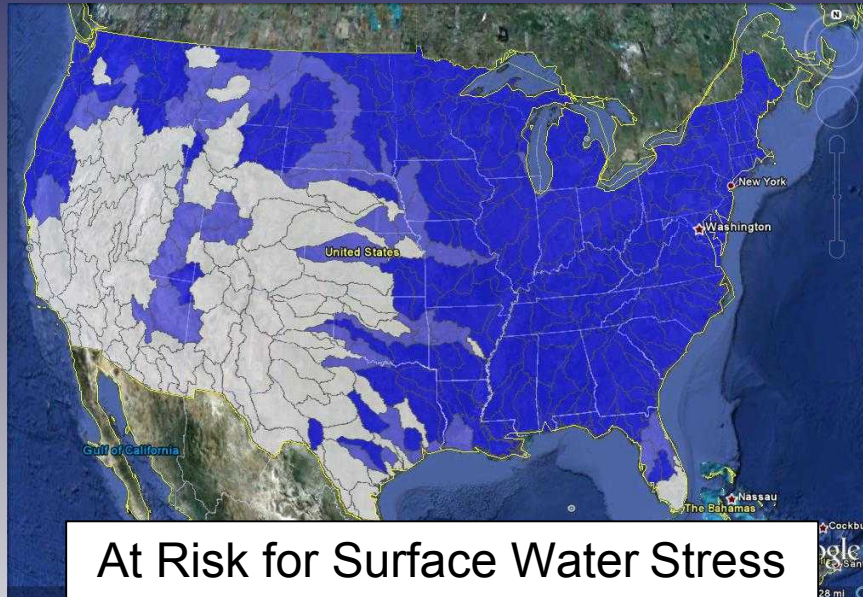 N
New York
Washington
United States
Gulf of California
Nassau
The Bahamas
At Risk for Surface Water Stress